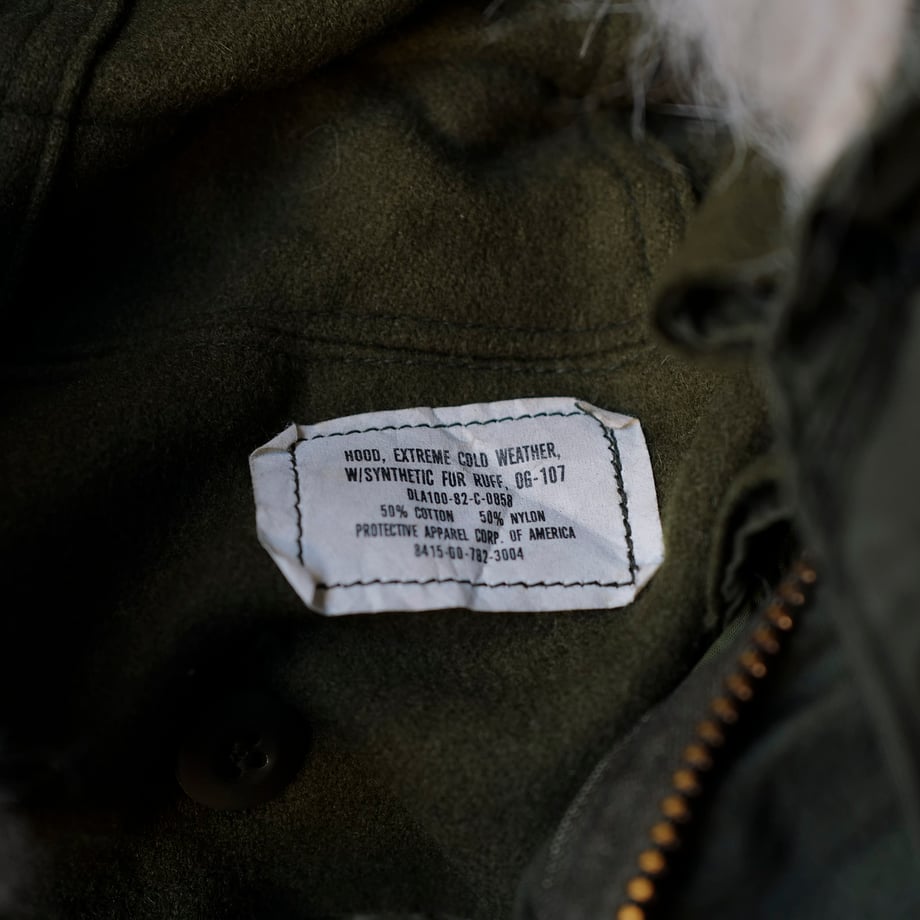 HOOD, EXTREME COLD WEATHER,
W/SYNTHETIC FUR RUFF, OG-107
DLA100-82-C-0858
50% COTTON 50% NYLON
PROTECTIVE APPAREL CORP. OF AMERICA
8415-00-782-3004